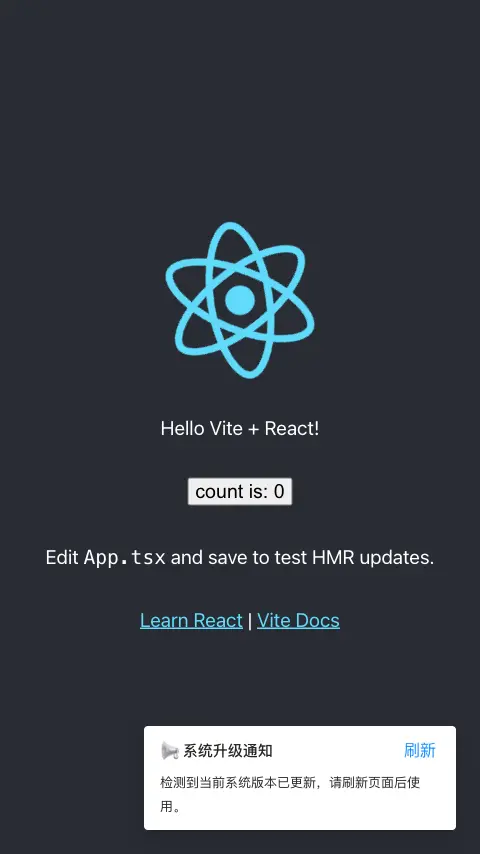 Hello Vite + React!
count is: 0
Edit App.tsx and save to test HMR updates.
Learn React | Vite Docs
系统升级通知 刷新
检测到当前系统版本已更新，请刷新页面后使
用。